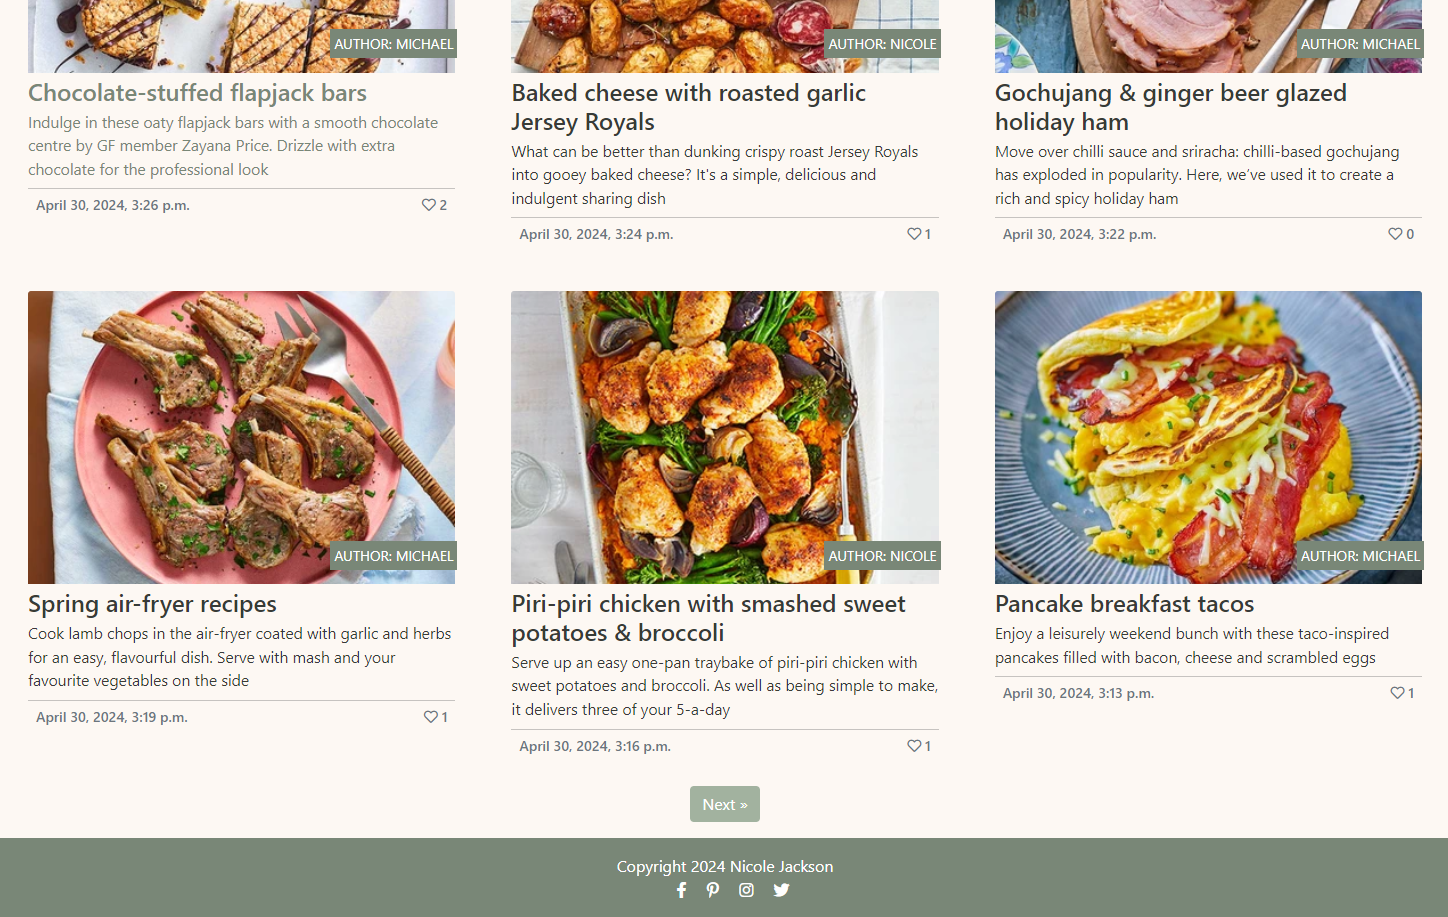 AUTHOR: MICHAEL
Chocolate-stuffed flapjack bars
Indulge in these oaty flapjack bars with a smooth chocolate
centre by GF member Zayana Price. Drizzle with extra
chocolate for the professional look
April 30, 2024, 3:26 p.m.
2
AUTHOR: NICOLE
Baked cheese with roasted garlic
Jersey Royals
What can be better than dunking crispy roast Jersey Royals
into gooey baked cheese? It's a simple, delicious and
indulgent sharing dish
April 30, 2024, 3:24 p.m.
1
AUTHOR: MICHAEL
Gochujang & ginger beer glazed
holiday ham
Move over chilli sauce and sriracha: chilli-based gochujang
has exploded in popularity. Here, we’ve used it to create a
rich and spicy holiday ham
April 30, 2024, 3:22 p.m.
0
AUTHOR: MICHAEL
Spring air-fryer recipes
Cook lamb chops in the air-fryer coated with garlic and herbs
for an easy, flavourful dish. Serve with mash and your
favourite vegetables on the side
April 30, 2024, 3:19 p.m.
1
AUTHOR: NICOLE
Piri-piri chicken with smashed sweet
potatoes & broccoli
Serve up an easy one-pan traybake of piri-piri chicken with
sweet potatoes and broccoli. As well as being simple to make,
it delivers three of your 5-a-day
April 30, 2024, 3:16 p.m.
1
AUTHOR: MICHAEL
Pancake breakfast tacos
Enjoy a leisurely weekend bunch with these taco-inspired
pancakes filled with bacon, cheese and scrambled eggs
April 30, 2024, 3:13 p.m.
1
Next »
Copyright 2024 Nicole Jackson